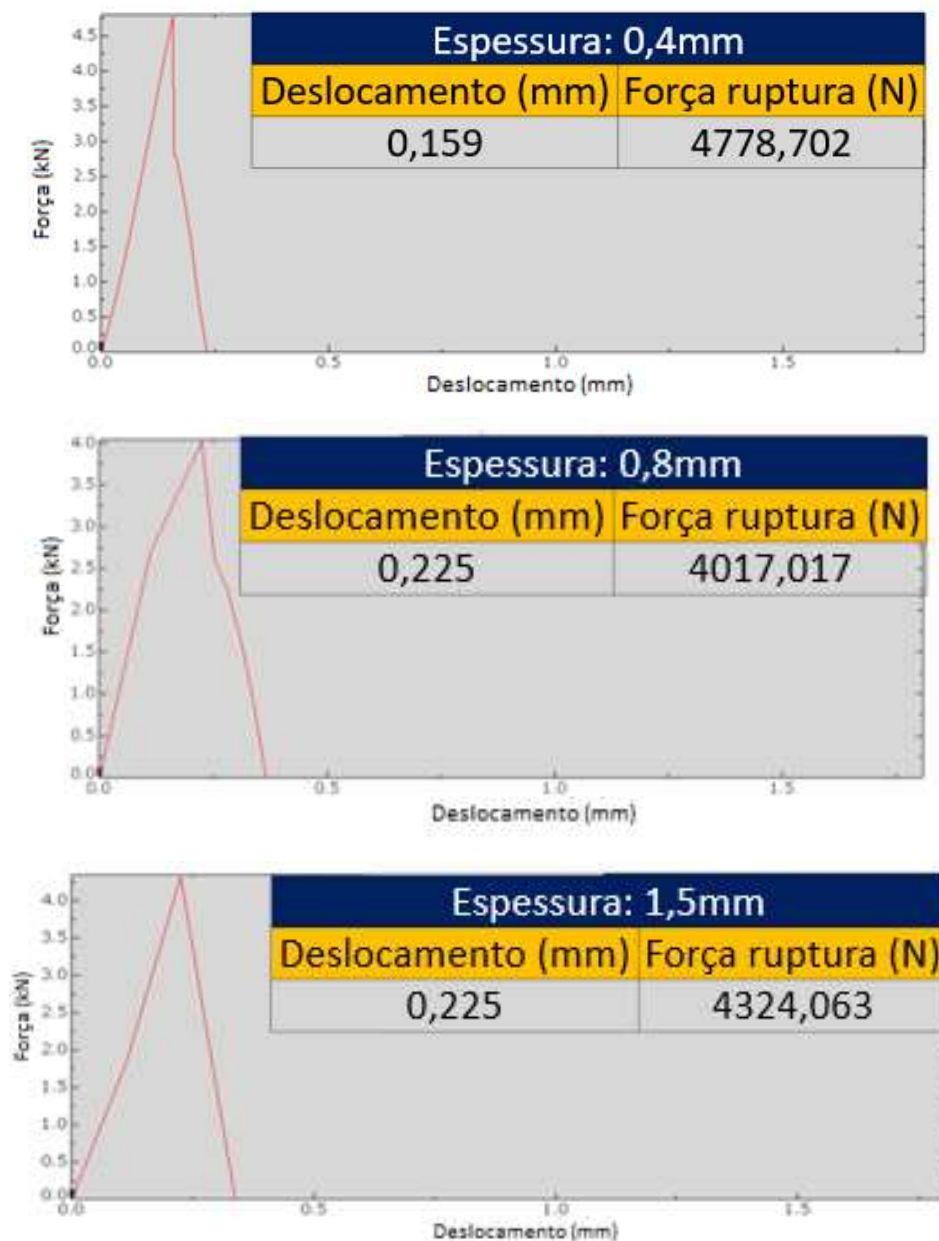 Espessura: 0,4mm
Deslocamento (mm) Força ruptura (N)
0,159 4778,702
Força (kN)
4.5
4.0
3.5
3.0
2.5
2.0
1.5
1.0
0.5
0.0
0.5 1.0 1.5
Deslocamento (mm)
Espessura: 0,8mm
Deslocamento (mm) Força ruptura (N)
0,225 4017,017
Força (kN)
4.0
3.5
3.0
2.5
2.0
1.5
1.0
0.5
0.0
0.0 0.5 1.0 1.5
Deslocamento (mm)
Espessura: 1,5mm
Deslocamento (mm) Força ruptura (N)
0,225 4324,063
Força (kN)
4.0
3.5
3.0
2.5
2.0
1.5
1.0
0.5
0.0
0.0 0.5 1.0 1.5
Deslocamento (mm)